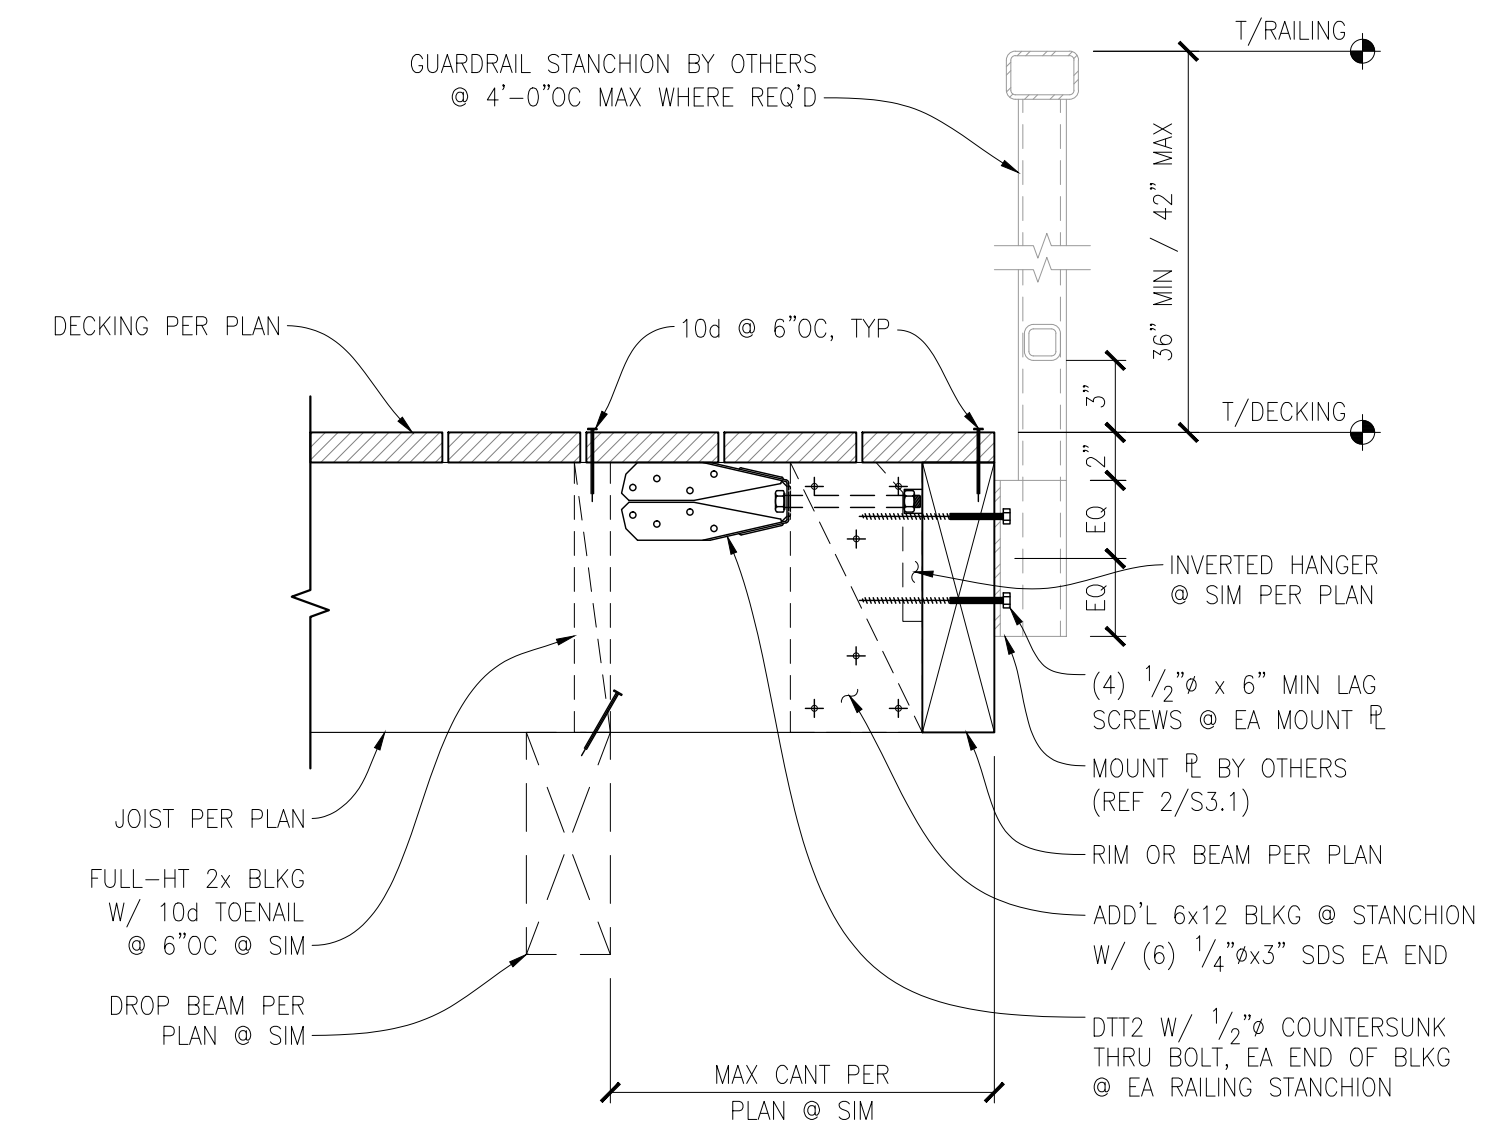 T/RAILING
GUARDRAIL STANCHION BY OTHERS
@ 4'-0"OC MAX WHERE REQ'D
36" MIN / 42" MAX
DECKING PER PLAN
10d @ 6"OC, TYP
3"
T/DECKING
2"
EQ
EQ
INVERTED HANGER
@ SIM PER PLAN
(4) 1/2"ø x 6" MIN LAG
SCREWS @ EA MOUNT ⅊
MOUNT ⅊ BY OTHERS
(REF 2/S3.1)
JOIST PER PLAN
RIM OR BEAM PER PLAN
FULL-HT 2x BLKG
W/ 10d TOENAIL
@ 6"OC @ SIM
ADD'L 6x12 BLKG @ STANCHION
W/ (6) 1/4"øx3" SDS EA END
DROP BEAM PER
PLAN @ SIM
DTT2 W/ 1/2"ø COUNTERSUNK
THRU BOLT, EA END OF BLKG
@ EA RAILING STANCHION
MAX CANT PER
PLAN @ SIM